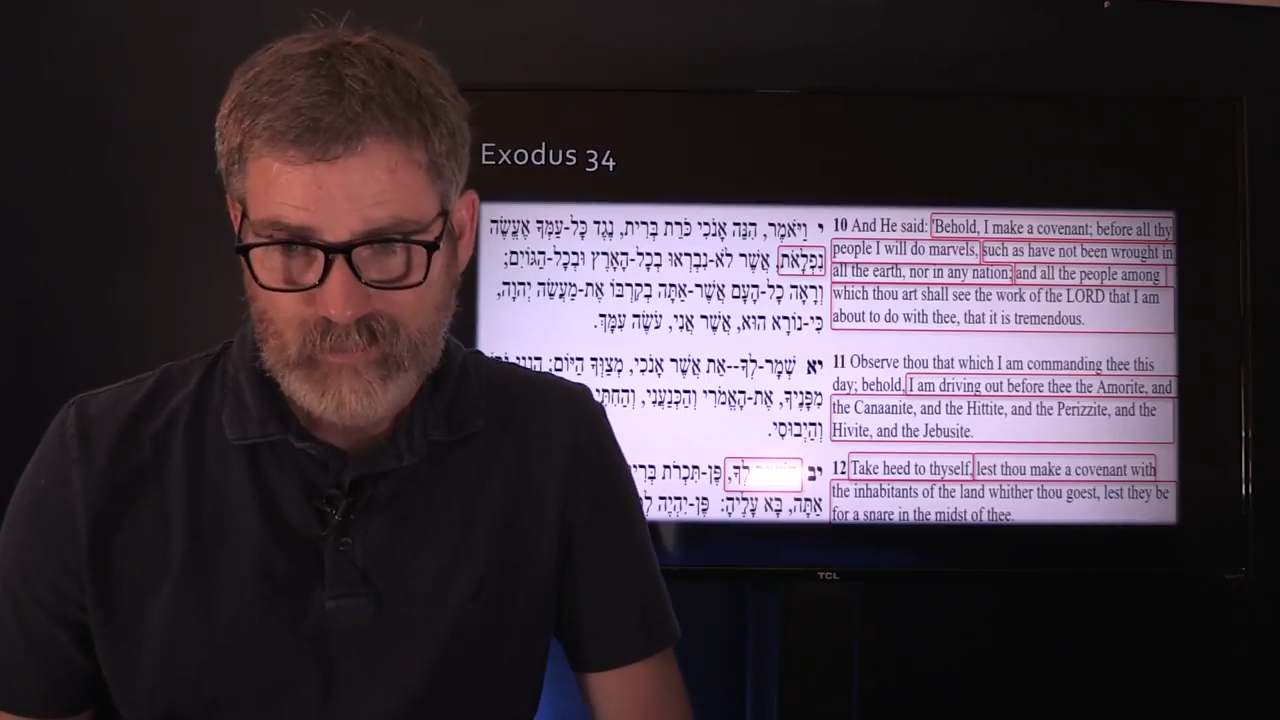 Exodus 34
י וַיֹּאמֶר, הִנֵּה אָנֹכִי כֹּרֵת בְּרִית, נֶגֶד כָּל-עַמְּךָ אֶעֱשֶׂה
נִפְלָאֹת, אֲשֶׁר לֹא-נִבְרְאוּ בְכָל-הָאָרֶץ וּבְכָל-הַגּוֹיִם;
וְרָאָה כָל-הָעָם אֲשֶׁר-אַתָּה בְקִרְבּוֹ אֶת-מַעֲשֵׂה יְהוָה,
כִּי-נוֹרָא הוּא, אֲשֶׁר אֲנִי, עֹשֶׂה עִמָּךְ.
יא שְׁמָר-לְךָ--אֵת אֲשֶׁר אָנֹכִי, מְצַוְּךָ הַיּוֹם;
מִפָּנֶיךָ, אֶת-הָאֱמֹרִי וְהַכְּנַעֲנִי, וְהַחִתִּי
וְהַיְבוּסִי.
יב לְךָ, פֶּן-תִּכְרֹת
אַתָּה, בָּא עָלֶיהָ: פֶּן-יִהְיֶה
10 And He said: 'Behold, I make a covenant; before all thy
people I will do marvels, such as have not been wrought in
all the earth, nor in any nation; and all the people among
which thou art shall see the work of the LORD that I am
about to do with thee, that it is tremendous.
11 Observe thou that which I am commanding thee this
day; behold, I am driving out before thee the Amorite, and
the Canaanite, and the Hittite, and the Perizzite, and the
Hivite, and the Jebusite.
12 Take heed to thyself, lest thou make a covenant with
the inhabitants of the land whither thou goest, lest they be
for a snare in the midst of thee.
TCL